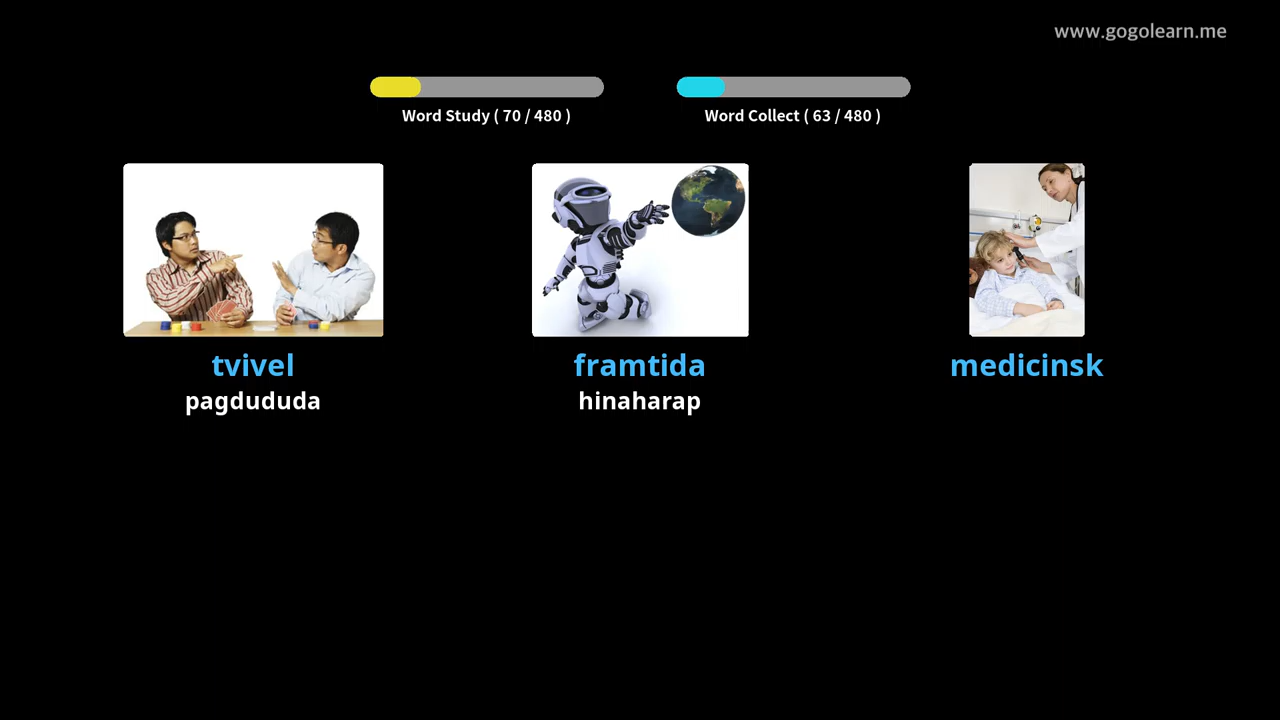 www.gogolearn.me
Word Study ( 70 / 480 )
Word Collect ( 63 / 480 )
tvivel
pagdududa
framtida
hinaharap
medicinsk